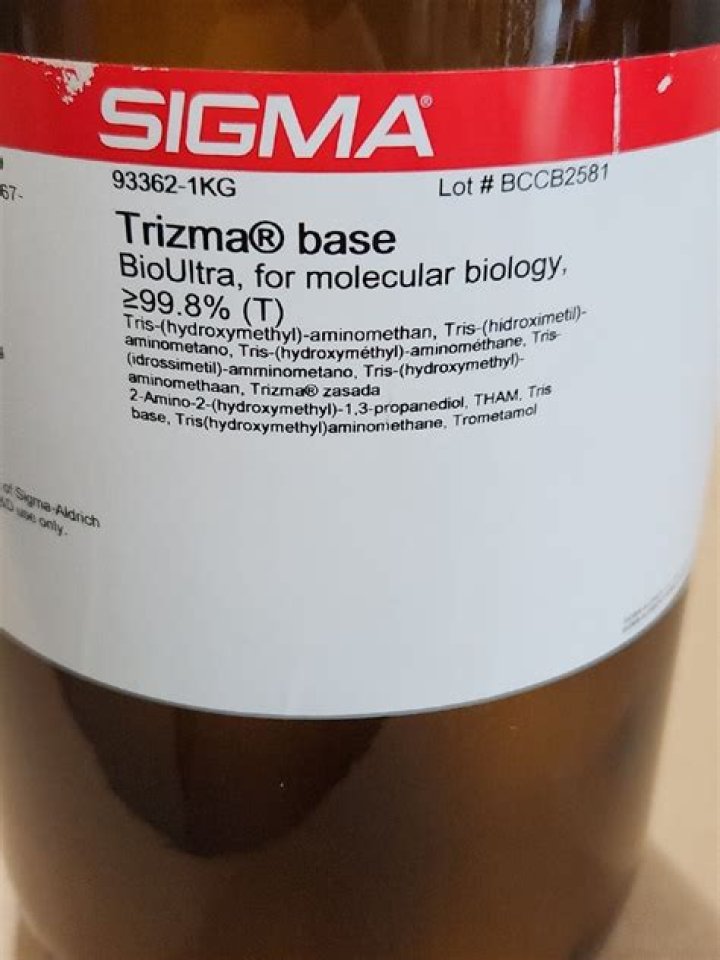 SIGMA®
67-
93362-1KG
Lot # BCCB2581
Trizma® base
BioUltra, for molecular biology,
≥99.8% (T)
Tris-(hydroxymethyl)-aminomethan, Tris-(hidroximetil)-
aminometano, Tris-(hydroxyméthyl)-aminométhane, Tris-
(idrossimetil)-amminometano, Tris-(hydroxymethyl)-
aminomethaan, Trizma® zasada
2-Amino-2-(hydroxymethyl)-1,3-propanediol, THAM, Tris
base, Tris(hydroxymethyl)aminomethane, Trometamol
of Sigma-Aldrich
use only.